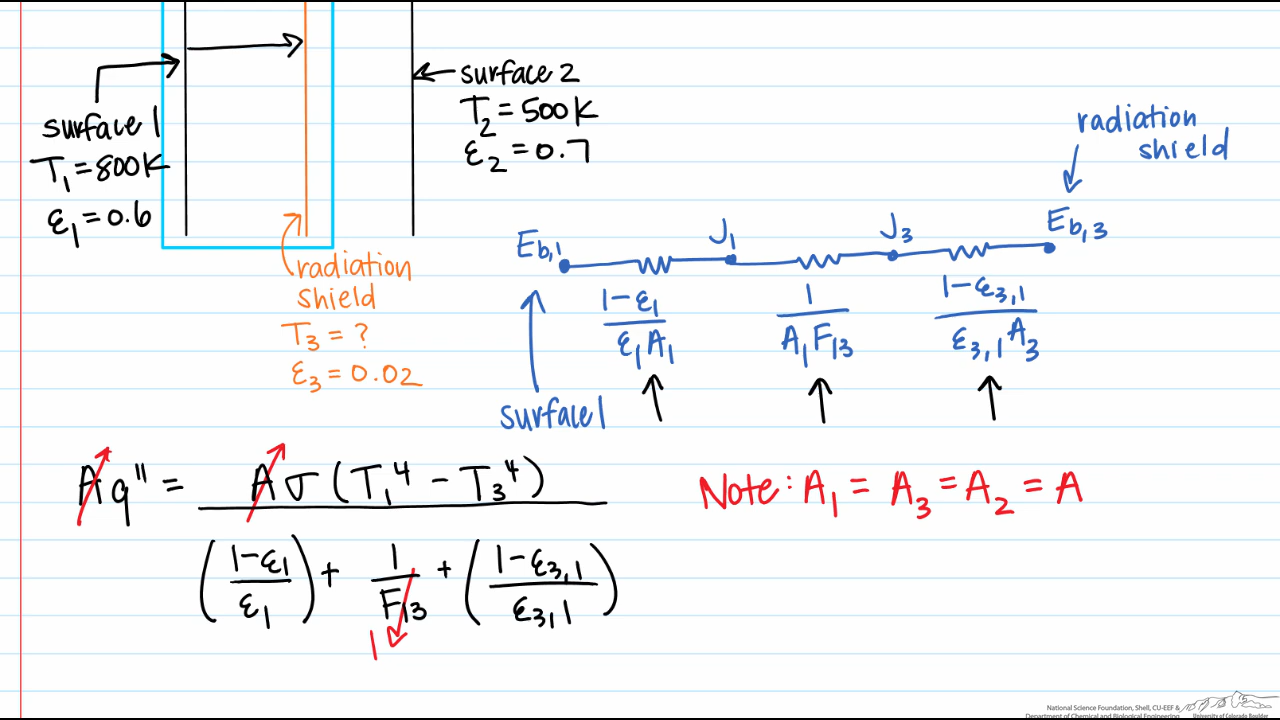 surface 1
T₁ = 800K
ε₁ = 0.6
surface 2
T₂ = 500K
ε₂ = 0.7
radiation
shield
T₃ = ?
ε₃ = 0.02
radiation
shield
Eb,1 J₁ J₃ Eb,3
1-ε₁ / ε₁A₁ 1 / A₁F₁₃ 1-ε₃,₁ / ε₃,₁A₃
surface 1
Aq" = Aσ(T₁⁴ - T₃⁴) / (1-ε₁ / ε₁) + 1 / F₁₃ + (1-ε₃,₁ / ε₃,₁)
1
Note: A₁ = A₃ = A₂ = A
National Science Foundation, Shell, CU-EEF &
Department of Chemical and Biological Engineering University of Colorado Boulder